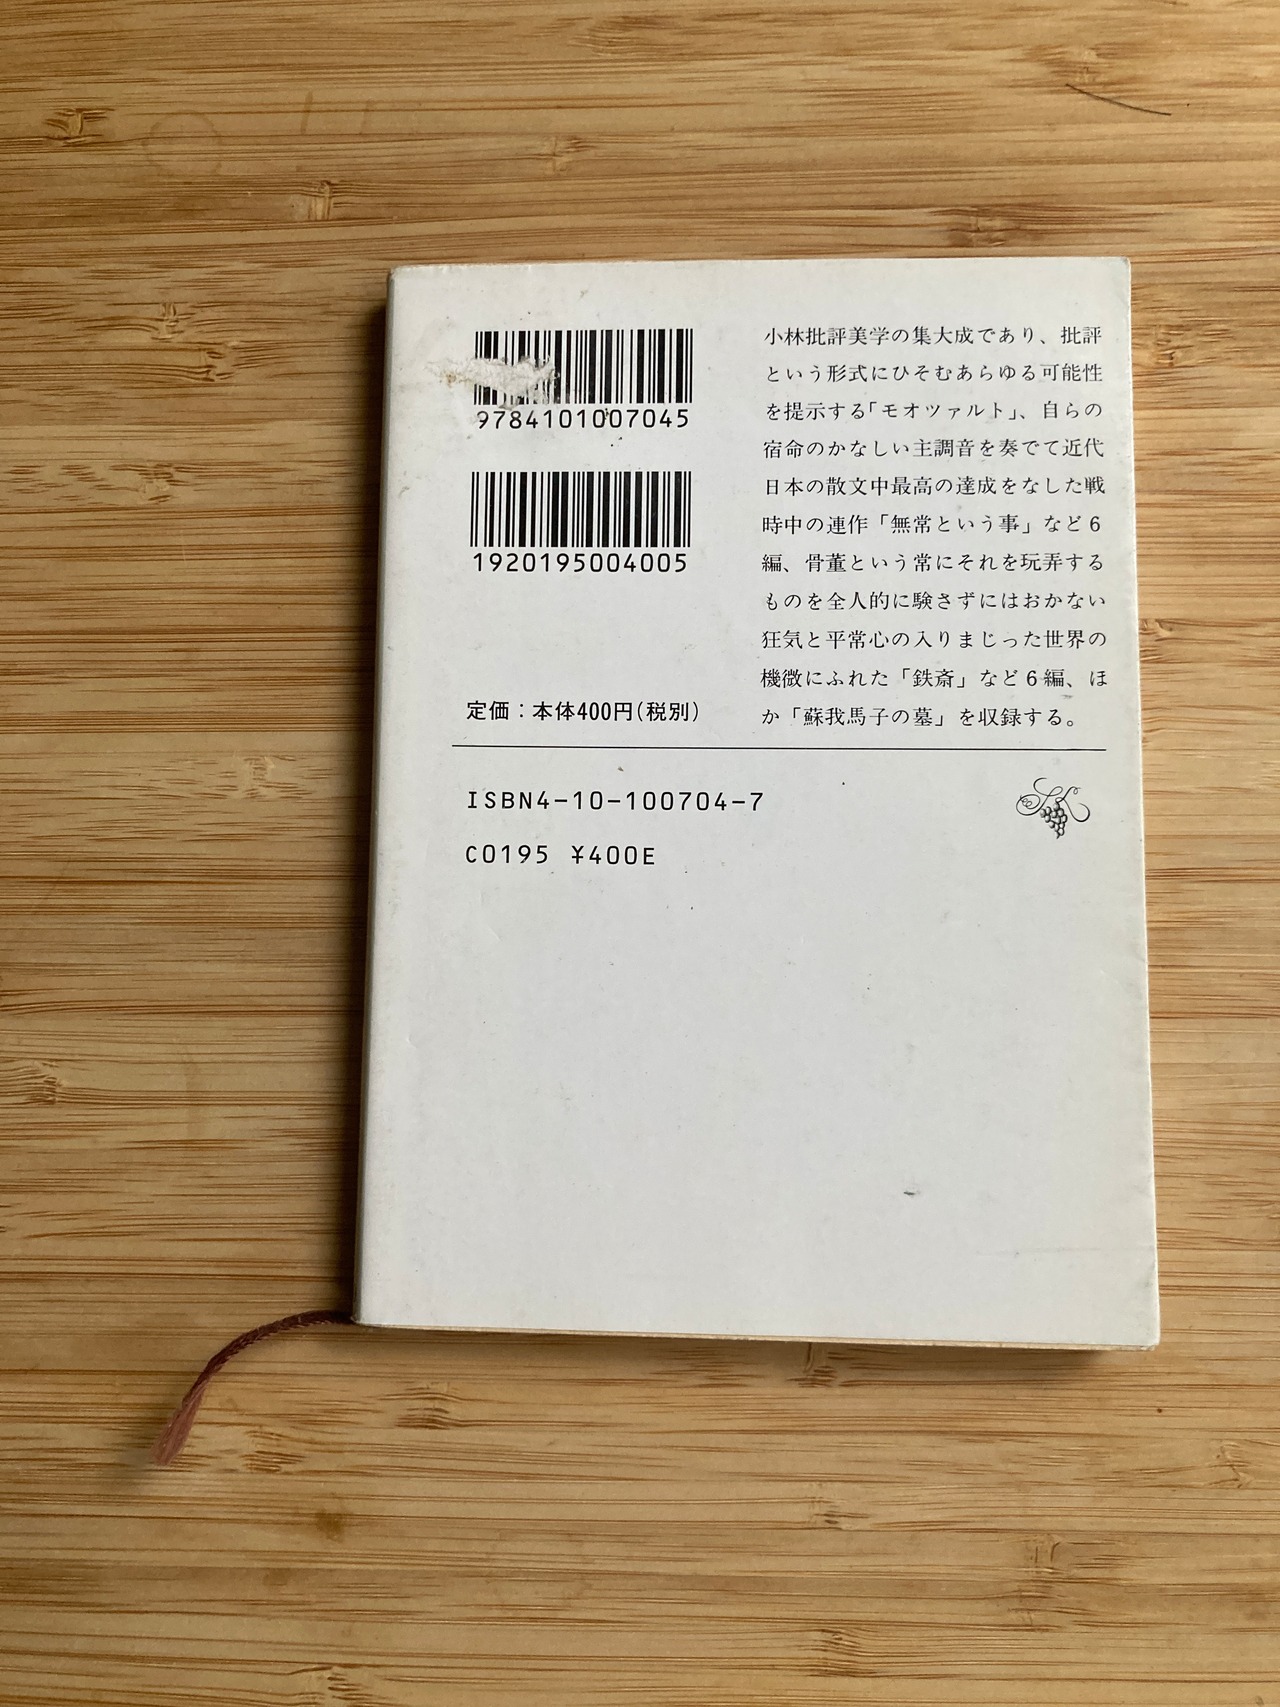 9784101007045
1920195004005
定価：本体400円(税別)
小林批評美学の集大成であり、批評
という形式にひそむあらゆる可能性
を提示する「モオツァルト」、自らの
宿命のかなしい主調音を奏でて近代
日本の散文中最高の達成をなした戦
時中の連作「無常という事」など6
編、骨董という常にそれを玩弄する
ものを全人的に験さずにはおかない
狂気と平常心の入りまじった世界の
機微にふれた「鉄斎」など6編、ほ
か「蘇我馬子の墓」を収録する。
ISBN4-10-100704-7
C0195 ¥400E